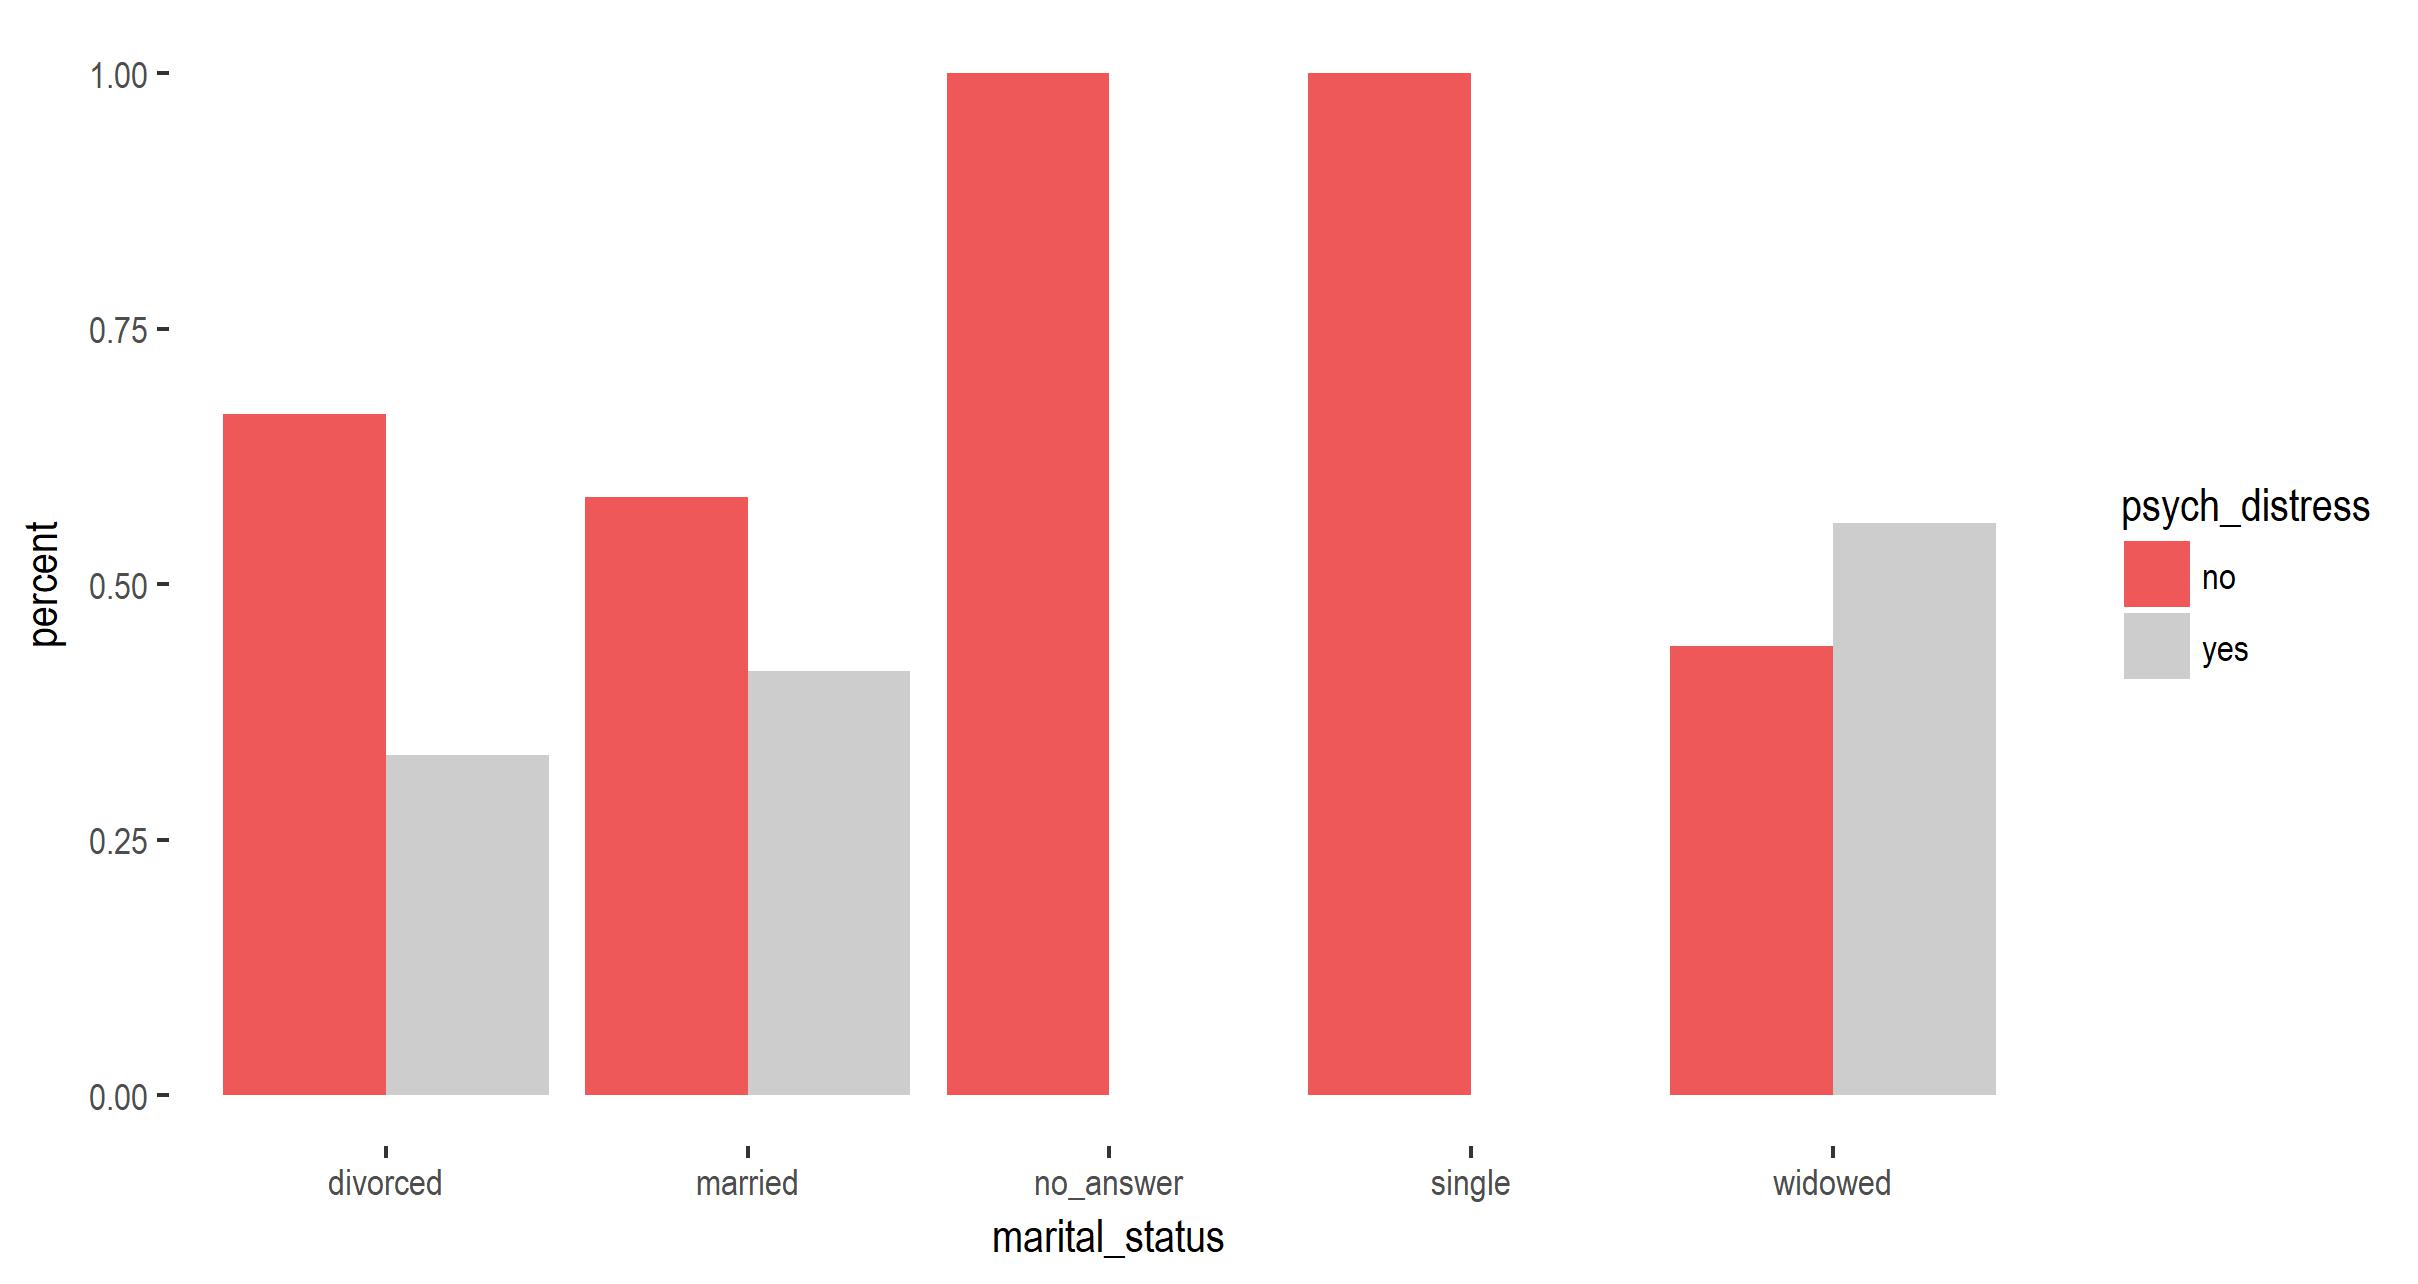 1.00
0.75
0.50
0.25
0.00
percent
divorced married no_answer single widowed
marital_status
psych_distress
no
yes